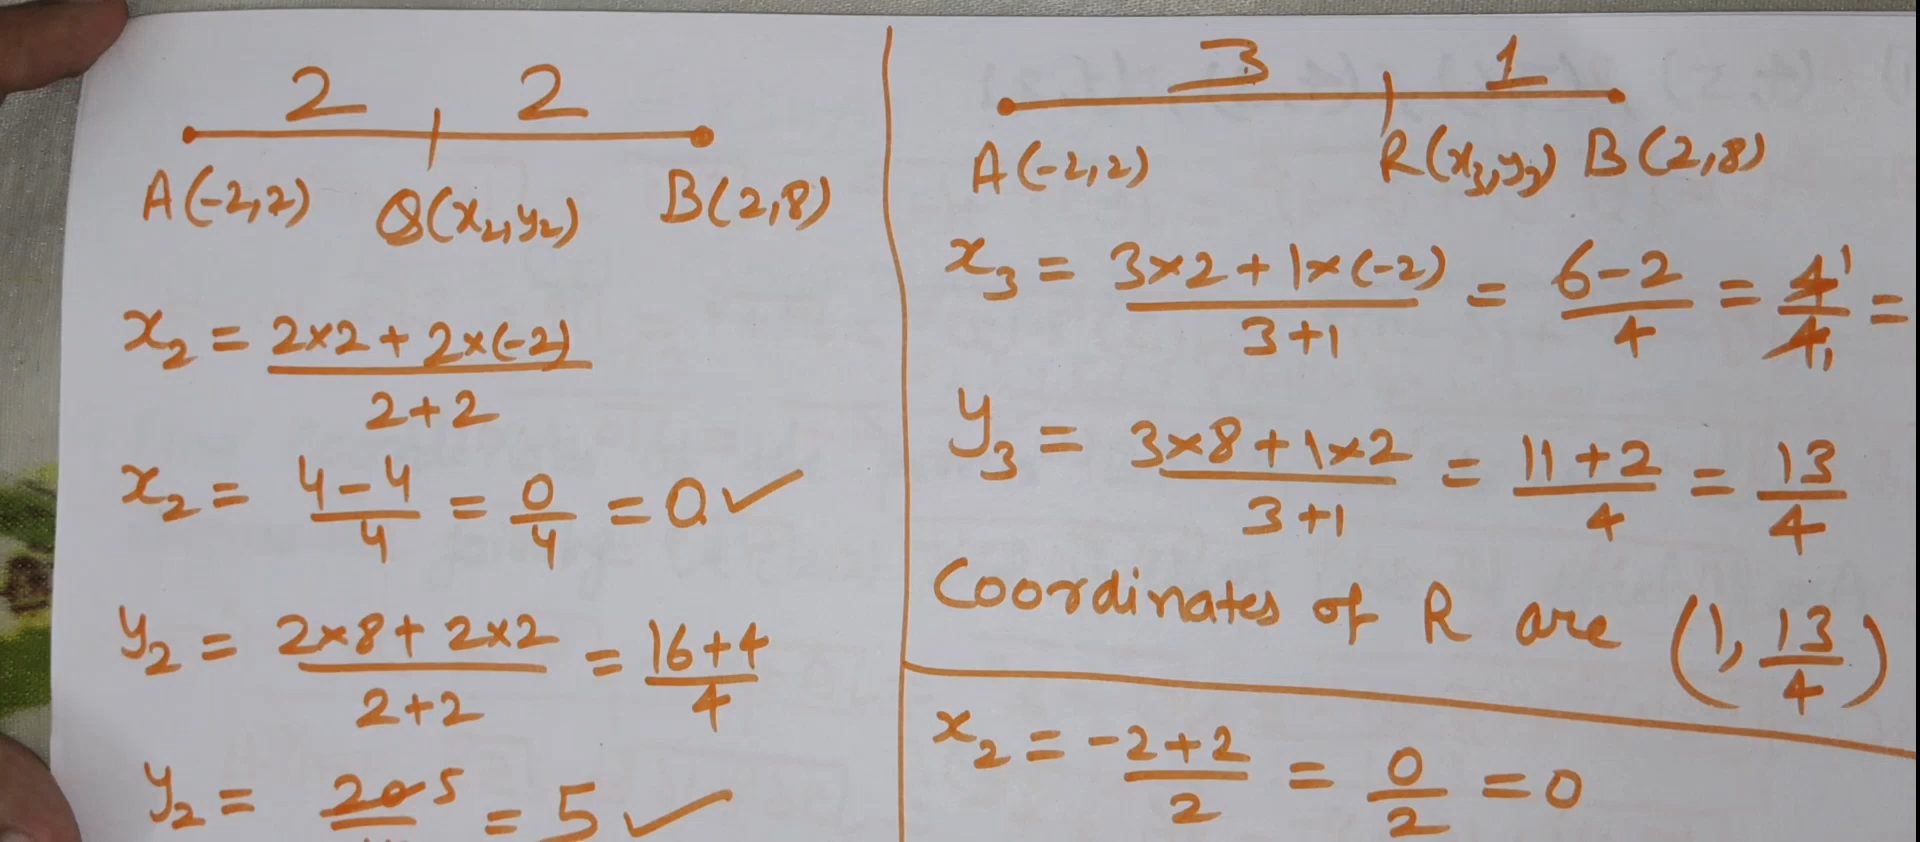 2 2
A(-2,2) Q(x₂,y₂) B(2,8)
x₂ = (2×2 + 2×(-2))/(2+2)
x₂ = (4-4)/4 = 0/4 = 0 ✓
y₂ = (2×8 + 2×2)/(2+2) = (16+4)/4
y₂ = 20 5 = 5 ✓
3 1
A(-2,2) R(x₃,y₃) B(2,8)
x₃ = (3×2 + 1×(-2))/(3+1) = (6-2)/4 = 4 1/4 1 =
y₃ = (3×8 + 1×2)/(3+1) = (11+2)/4 = 13/4
Coordinates of R are (1, 13/4)
x₂ = (-2+2)/2 = 0/2 = 0